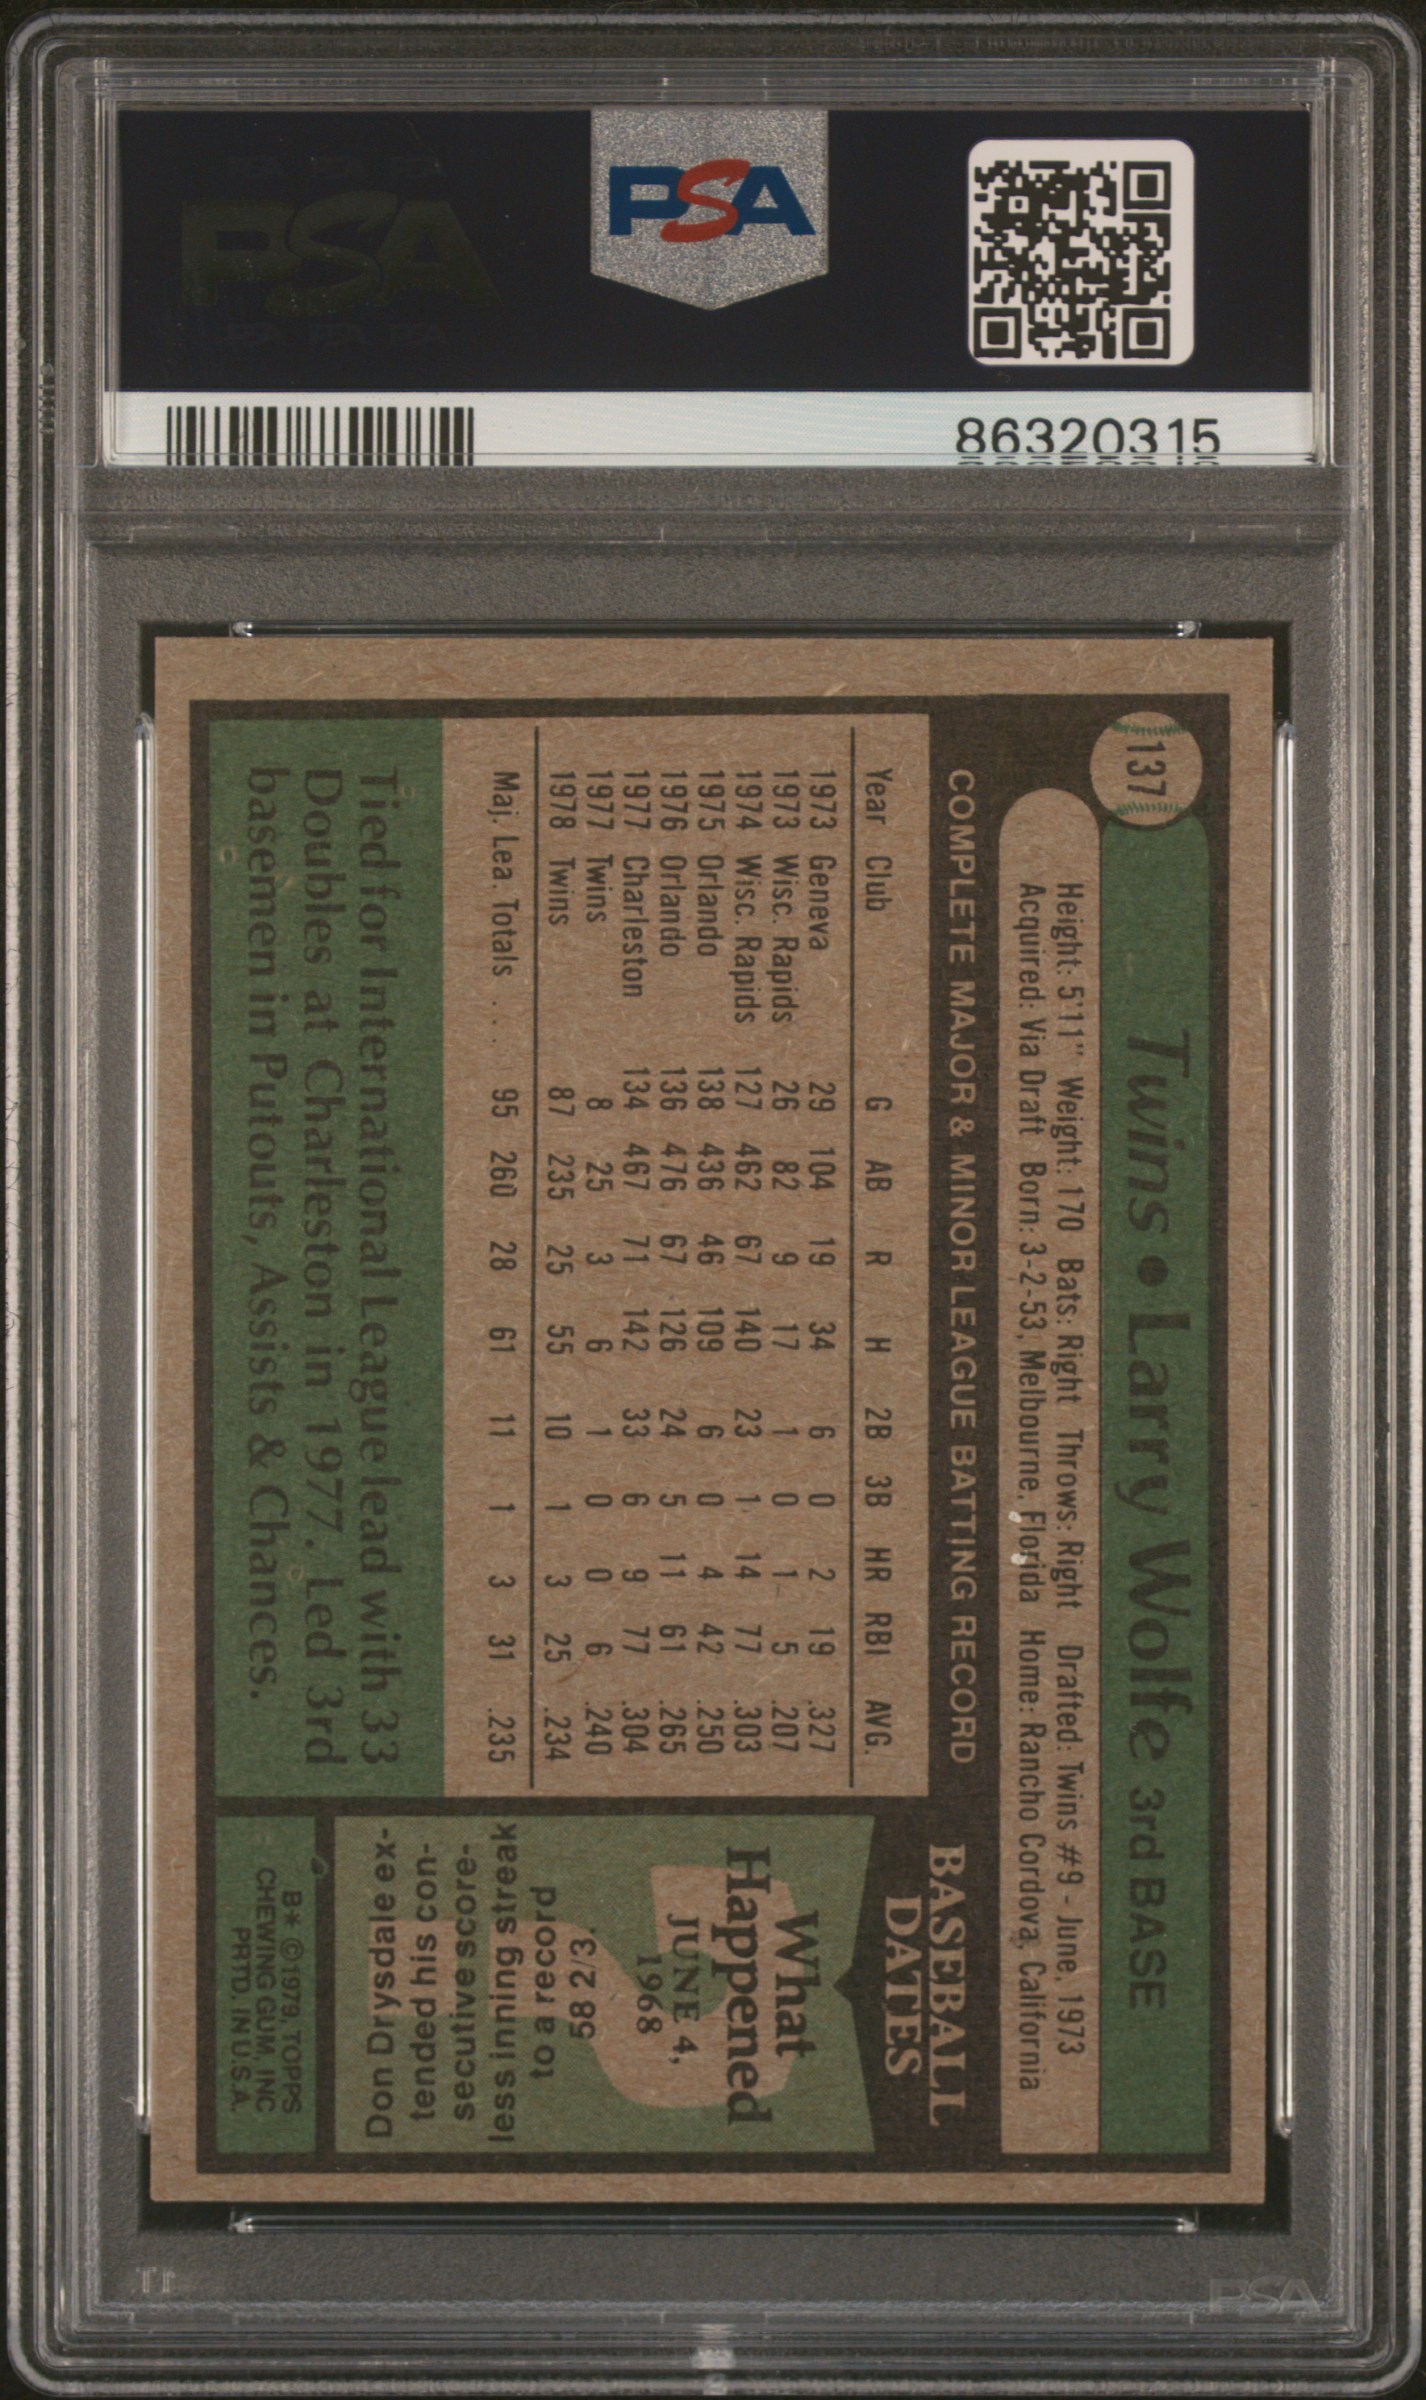 PSA
PSA
86320315
137
Twins • Larry Wolfe 3rd BASE
Height: 5'11" Weight: 170 Bats: Right Throws: Right Drafted: Twins #9 - June, 1973
Acquired: Via Draft Born: 3-2-53, Melbourne, Florida Home: Rancho Cordova, California
COMPLETE MAJOR & MINOR LEAGUE BATTING RECORD
Year Club G AB R H 2B 3B HR RBI AVG.
1973 Geneva 29 104 19 34 6 0 2 19 .327
1973 Wisc. Rapids 26 82 9 17 1 0 1 5 .207
1974 Wisc. Rapids 127 462 67 140 23 1 14 77 .303
1975 Orlando 138 436 46 109 6 0 4 42 .250
1976 Orlando 136 476 67 126 24 5 11 61 .265
1977 Charleston 134 467 71 142 33 6 9 77 .304
1977 Twins 8 25 3 6 1 0 0 6 .240
1978 Twins 87 235 25 55 10 1 3 25 .234
Maj. Lea. Totals . . 95 260 28 61 11 1 3 31 .235
Tied for International League lead with 33
Doubles at Charleston in 1977. Led 3rd
basemen in Putouts, Assists & Chances.
BASEBALL
DATES
What
Happened
JUNE 4,
1968
Don Drysdale ex-
tended his con-
secutive score-
less inning streak
to a record
58 2/3.
B* ©1979, TOPPS
CHEWING GUM, INC
PRTD. IN U.S.A.
PSA